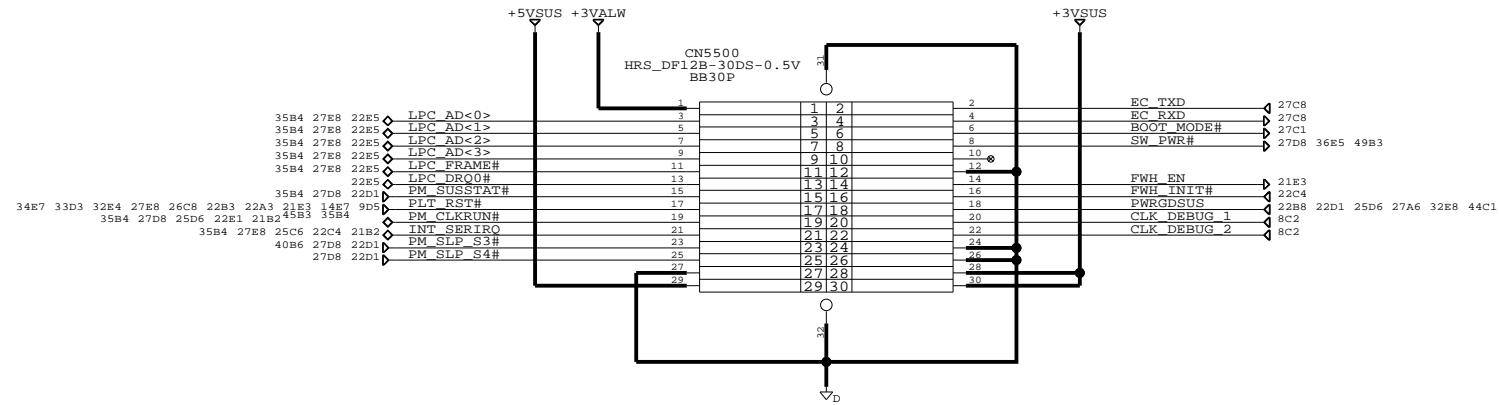 +5VSUS +3VALW +3VSUS
CN5500
HRS_DF12B-30DS-0.5V
BB30P
31
1 1 2 2 EC_TXD 27C8
35B4 27E8 22E5 LPC_AD<0> 3 3 4 4 EC_RXD 27C8
35B4 27E8 22E5 LPC_AD<1> 5 5 6 6 BOOT_MODE# 27C1
35B4 27E8 22E5 LPC_AD<2> 7 7 8 8 SW_PWR# 27D8 36E5 49B3
35B4 27E8 22E5 LPC_AD<3> 9 9 10 10
35B4 27E8 22E5 LPC_FRAME# 11 11 12 12
22E5 LPC_DRQ0# 13 13 14 14 FWH_EN 21E3
35B4 27D8 22D1 PM_SUSSTAT# 15 15 16 16 FWH_INIT# 22C4
34E7 33D3 32E4 27E8 26C8 22B3 22A3 21E3 14E7 9D5 PLT_RST# 17 17 18 18 PWRGDSUS 22B8 22D1 25D6 27A6 32E8 44C1
45B3 35B4
35B4 27D8 25D6 22E1 21B2 PM_CLKRUN# 19 19 20 20 CLK_DEBUG_1 8C2
35B4 27E8 25C6 22C4 21B2 INT_SERIRQ 21 21 22 22 CLK_DEBUG_2 8C2
40B6 27D8 22D1 PM_SLP_S3# 23 23 24 24
27D8 22D1 PM_SLP_S4# 25 25 26 26
27 27 28 28
29 29 30 30
32
D